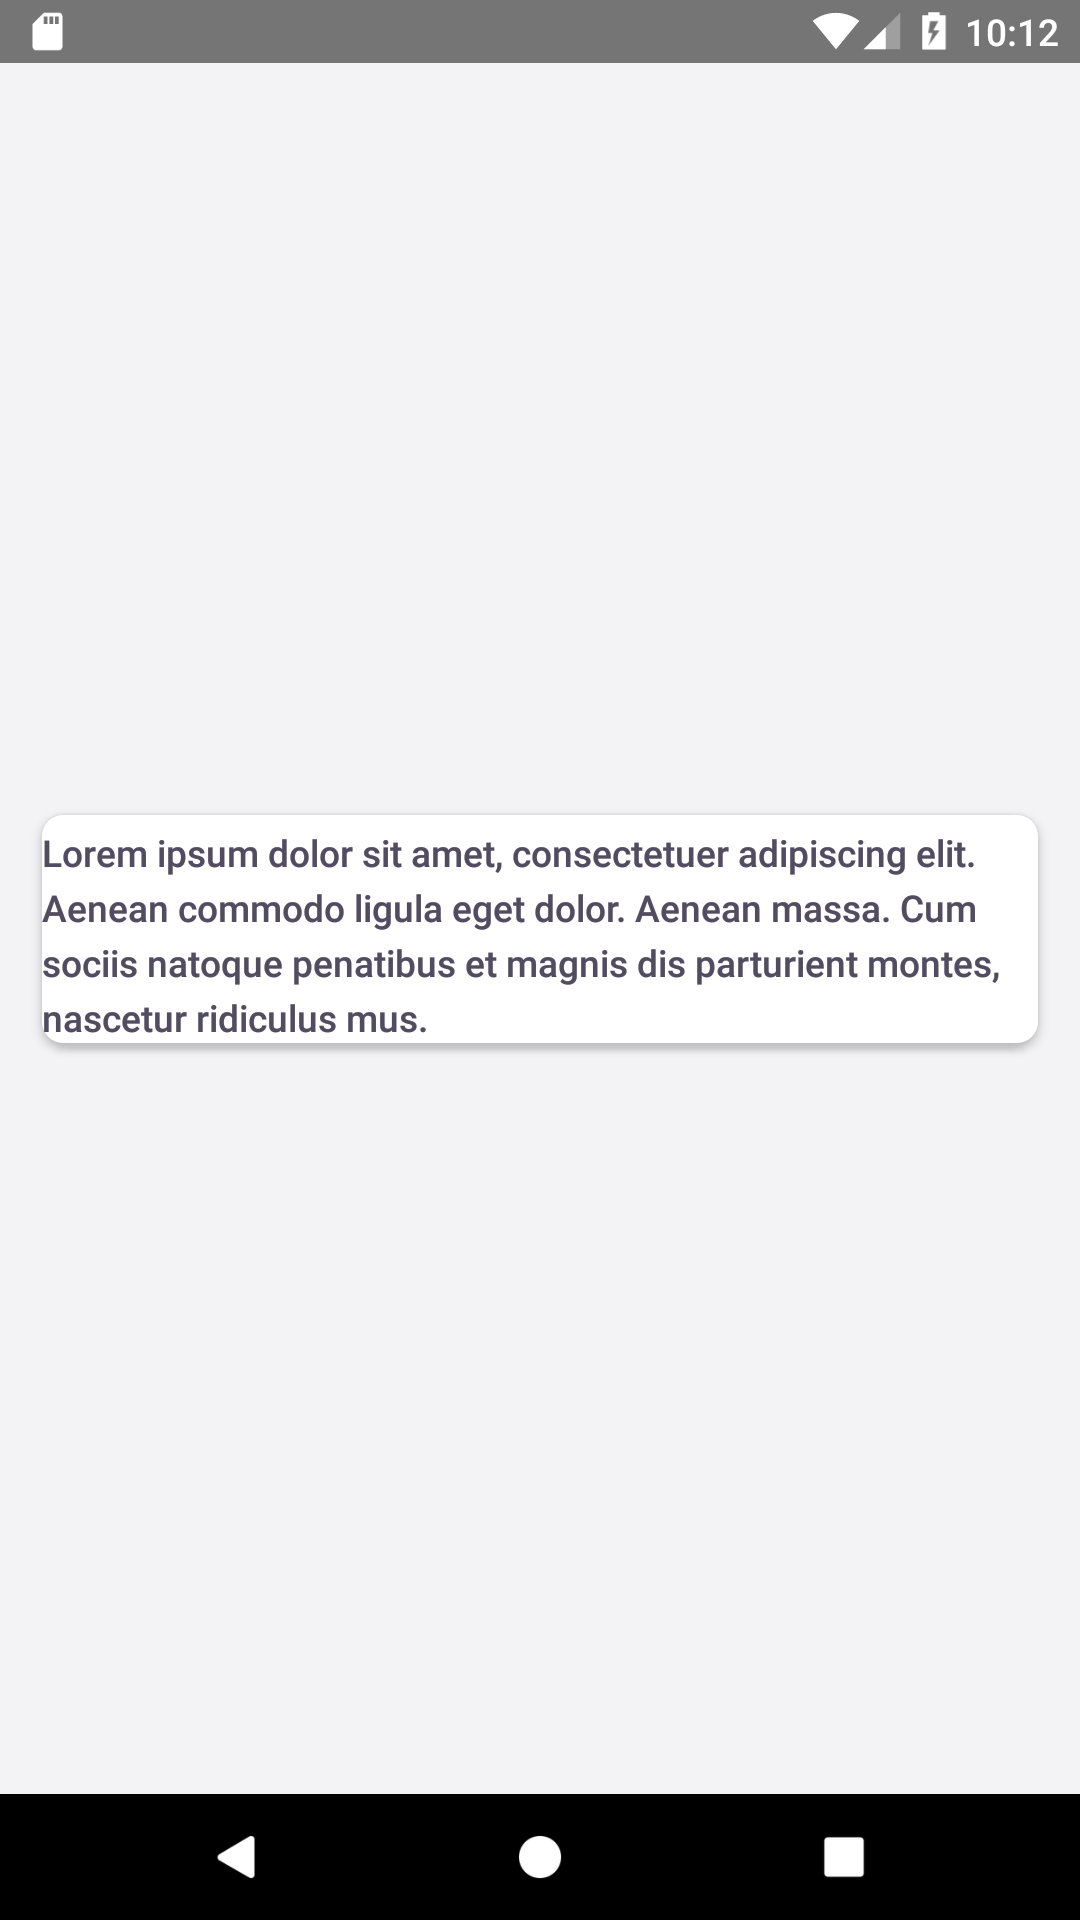 10:12
Lorem ipsum dolor sit amet, consectetuer adipiscing elit.
Aenean commodo ligula eget dolor. Aenean massa. Cum
sociis natoque penatibus et magnis dis parturient montes,
nascetur ridiculus mus.